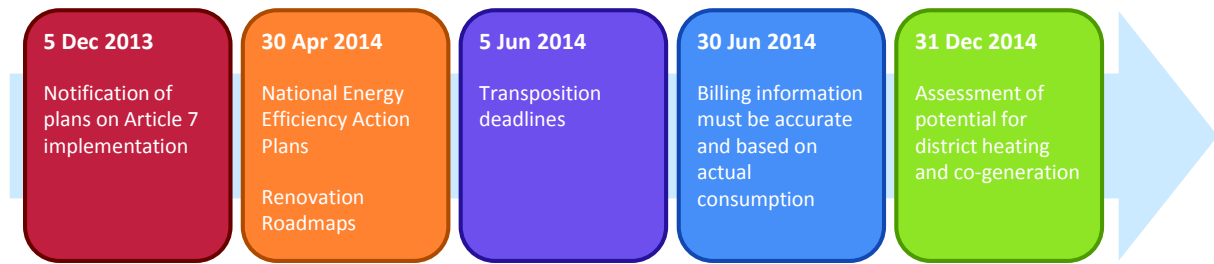 5 Dec 2013
Notification of
plans on Article 7
implementation
30 Apr 2014
National Energy
Efficiency Action
Plans
Renovation
Roadmaps
5 Jun 2014
Transposition
deadlines
30 Jun 2014
Billing information
must be accurate
and based on
actual
consumption
31 Dec 2014
Assessment of
potential for
district heating
and co-generation